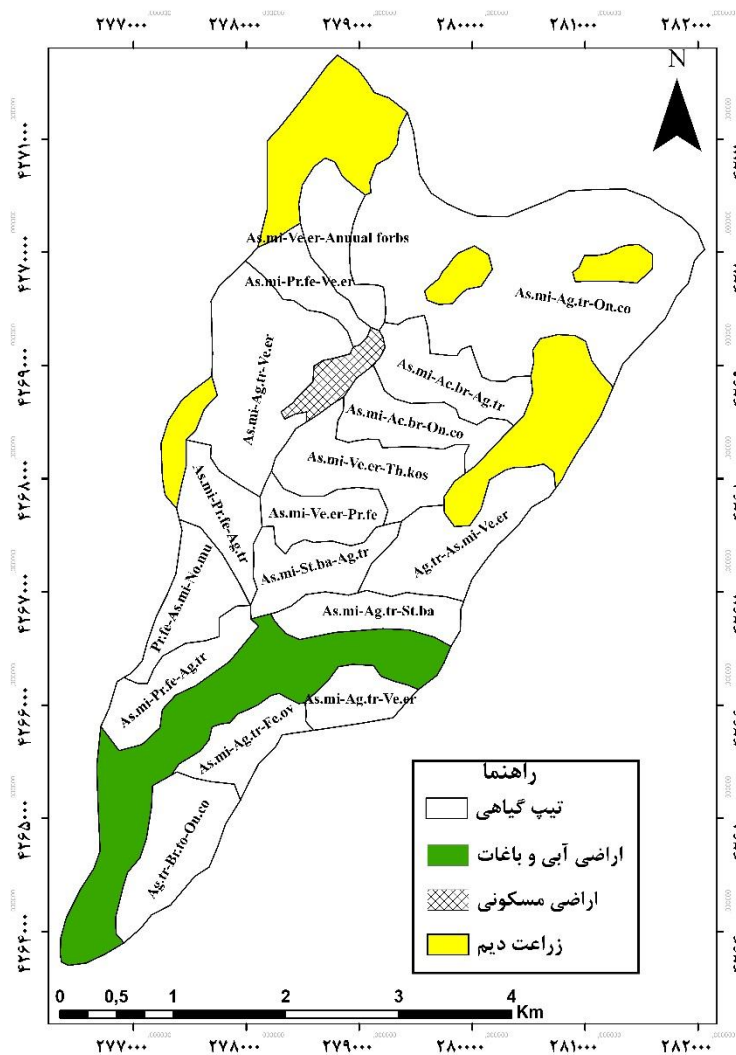 ۲۷۷۰۰۰ ۲۷۸۰۰۰ ۲۷۹۰۰۰ ۲۸۰۰۰۰ ۲۸۱۰۰۰ ۲۸۲۰۰۰
N
۴۲۷۱۰۰۰
۴۲۷۰۰۰۰
۴۲۶۹۰۰۰
۴۲۶۸۰۰۰
۴۲۶۷۰۰۰
۴۲۶۶۰۰۰
۴۲۶۵۰۰۰
۴۲۶۴۰۰۰
As.mi-Ve.er-Annual forbs
As.mi-Pr.fe-Ve.er
As.mi-Ag.tr-On.co
As.mi-Ag.tr-Ve.er
As.mi-Ac.br-Ag.tr
As.mi-Ac.br-On.co
As.mi-Ve.er-Th.kos
As.mi-Pr.fe-Ag.tr
As.mi-Ve.er-Pr.fe
Ag.tr-As.mi-Ve.er
As.mi-St.ba-Ag.tr
Pr.fe-As.mi-No.mu
As.mi-Ag.tr-St.ba
As.mi-Pr.fe-Ag.tr
As.mi-Ag.tr-Ve.er
As.mi-Ag.tr-Fe.ov
Ag.tr-Br.to-On.co
راهنما
تیپ گیاهی
اراضی آبی و باغات
اراضی مسکونی
زراعت دیم
0 0,5 1 2 3 4
Km
۲۷۷۰۰۰ ۲۷۸۰۰۰ ۲۷۹۰۰۰ ۲۸۰۰۰۰ ۲۸۱۰۰۰ ۲۸۲۰۰۰